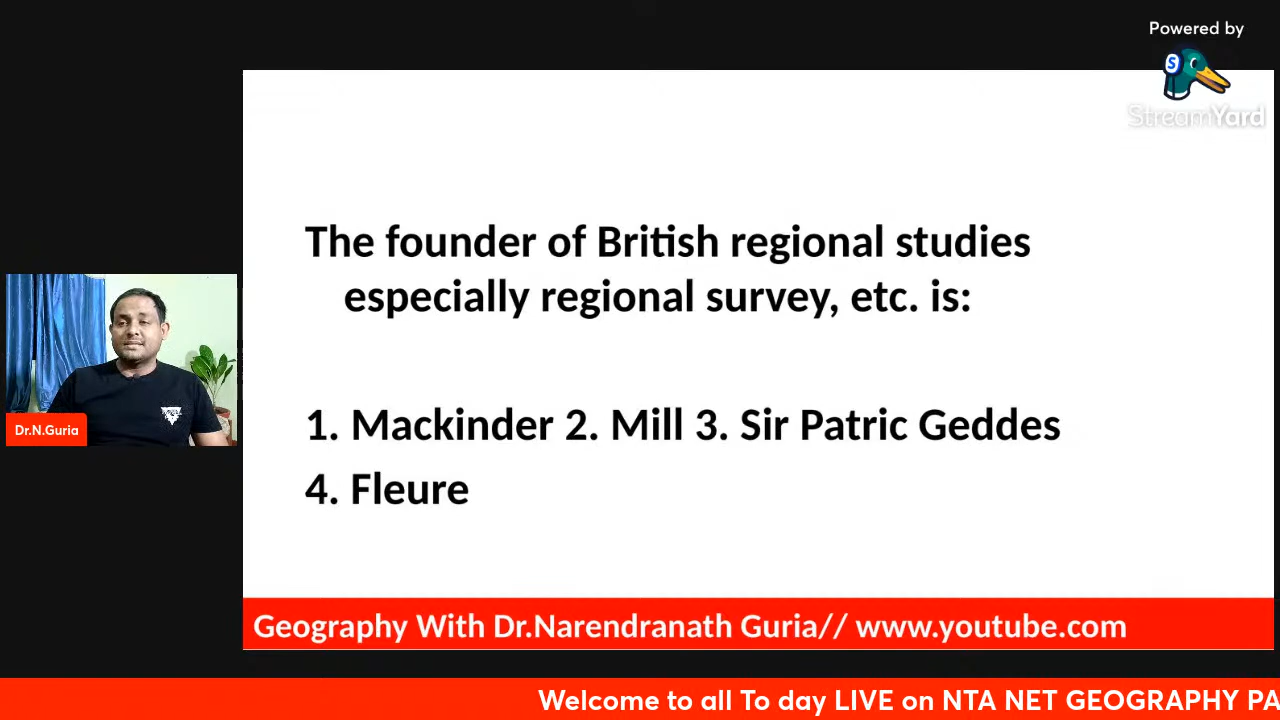 Powered by
StreamYard
The founder of British regional studies
especially regional survey, etc. is:
1. Mackinder 2. Mill 3. Sir Patric Geddes
4. Fleure
Dr.N.Guria
Geography With Dr.Narendranath Guria// www.youtube.com
Welcome to all To day LIVE on NTA NET GEOGRAPHY PA